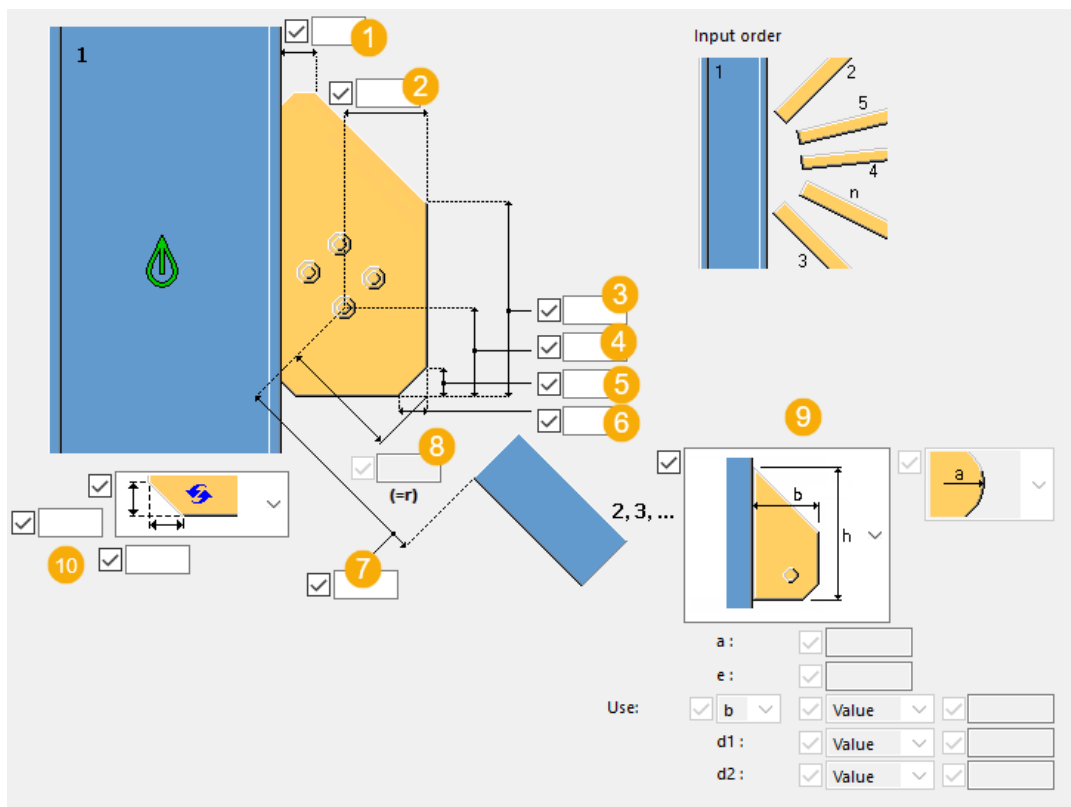 1
1
2
Input order
1
2
5
4
n
3
3
4
5
6
8
(=r)
9
2, 3, ...
b
h
a
10
7
a :
e :
Use:
b
Value
d1 :
Value
d2 :
Value